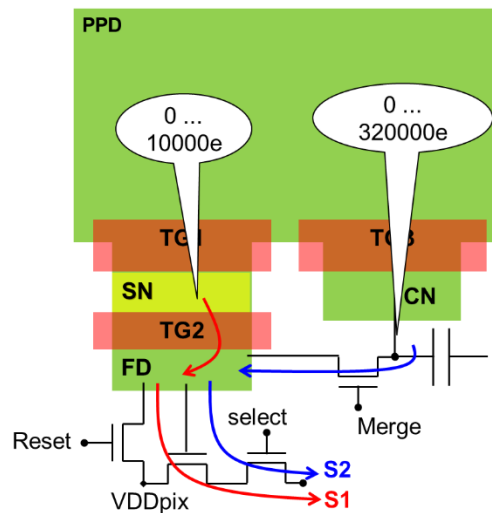 PPD
0 ...
10000e
0 ...
320000e
TG1
TG3
SN
CN
TG2
FD
select
Merge
Reset
S2
VDDpix
S1